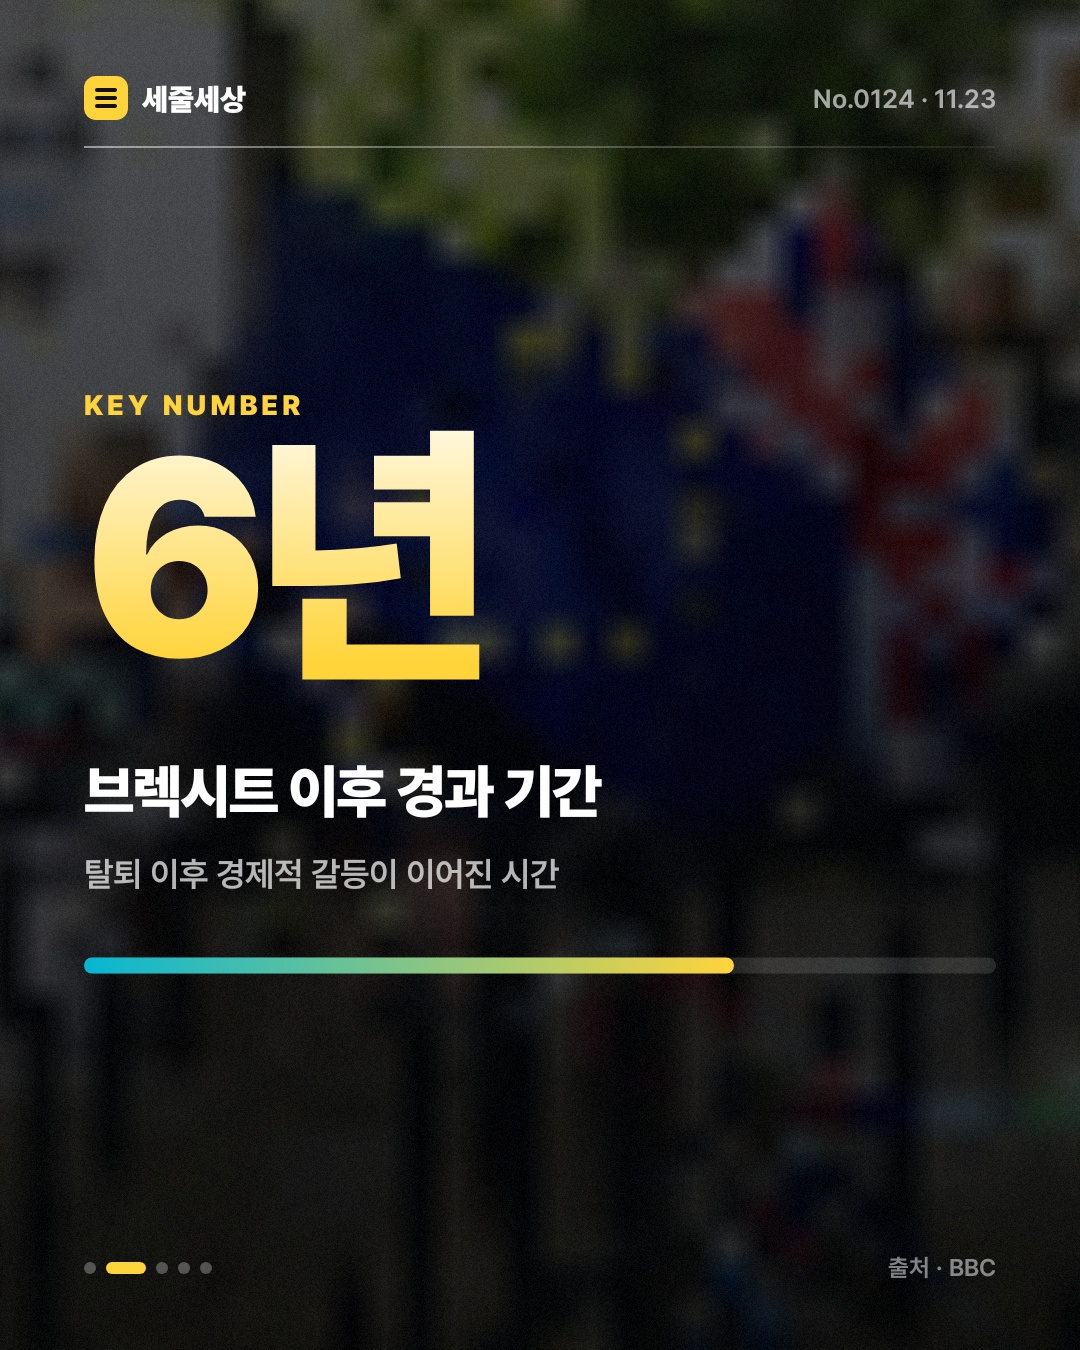 세줄세상
No.0124 · 11.23
KEY NUMBER
6년
브렉시트 이후 경과 기간
탈퇴 이후 경제적 갈등이 이어진 시간
출처 · BBC